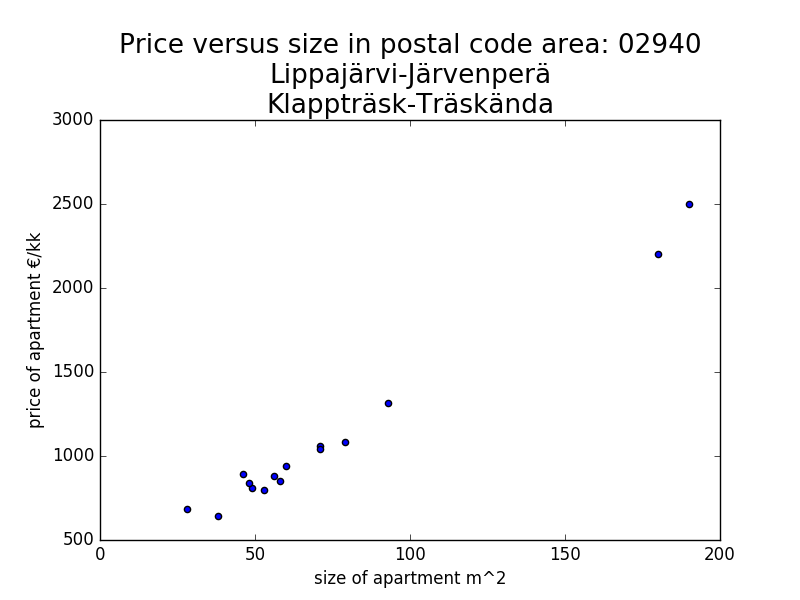 Price versus size in postal code area: 02940
Lippajärvi-Järvenperä
Klappträsk-Träskända
3000
2500
2000
1500
1000
500
price of apartment €/kk
0 50 100 150 200
size of apartment m^2